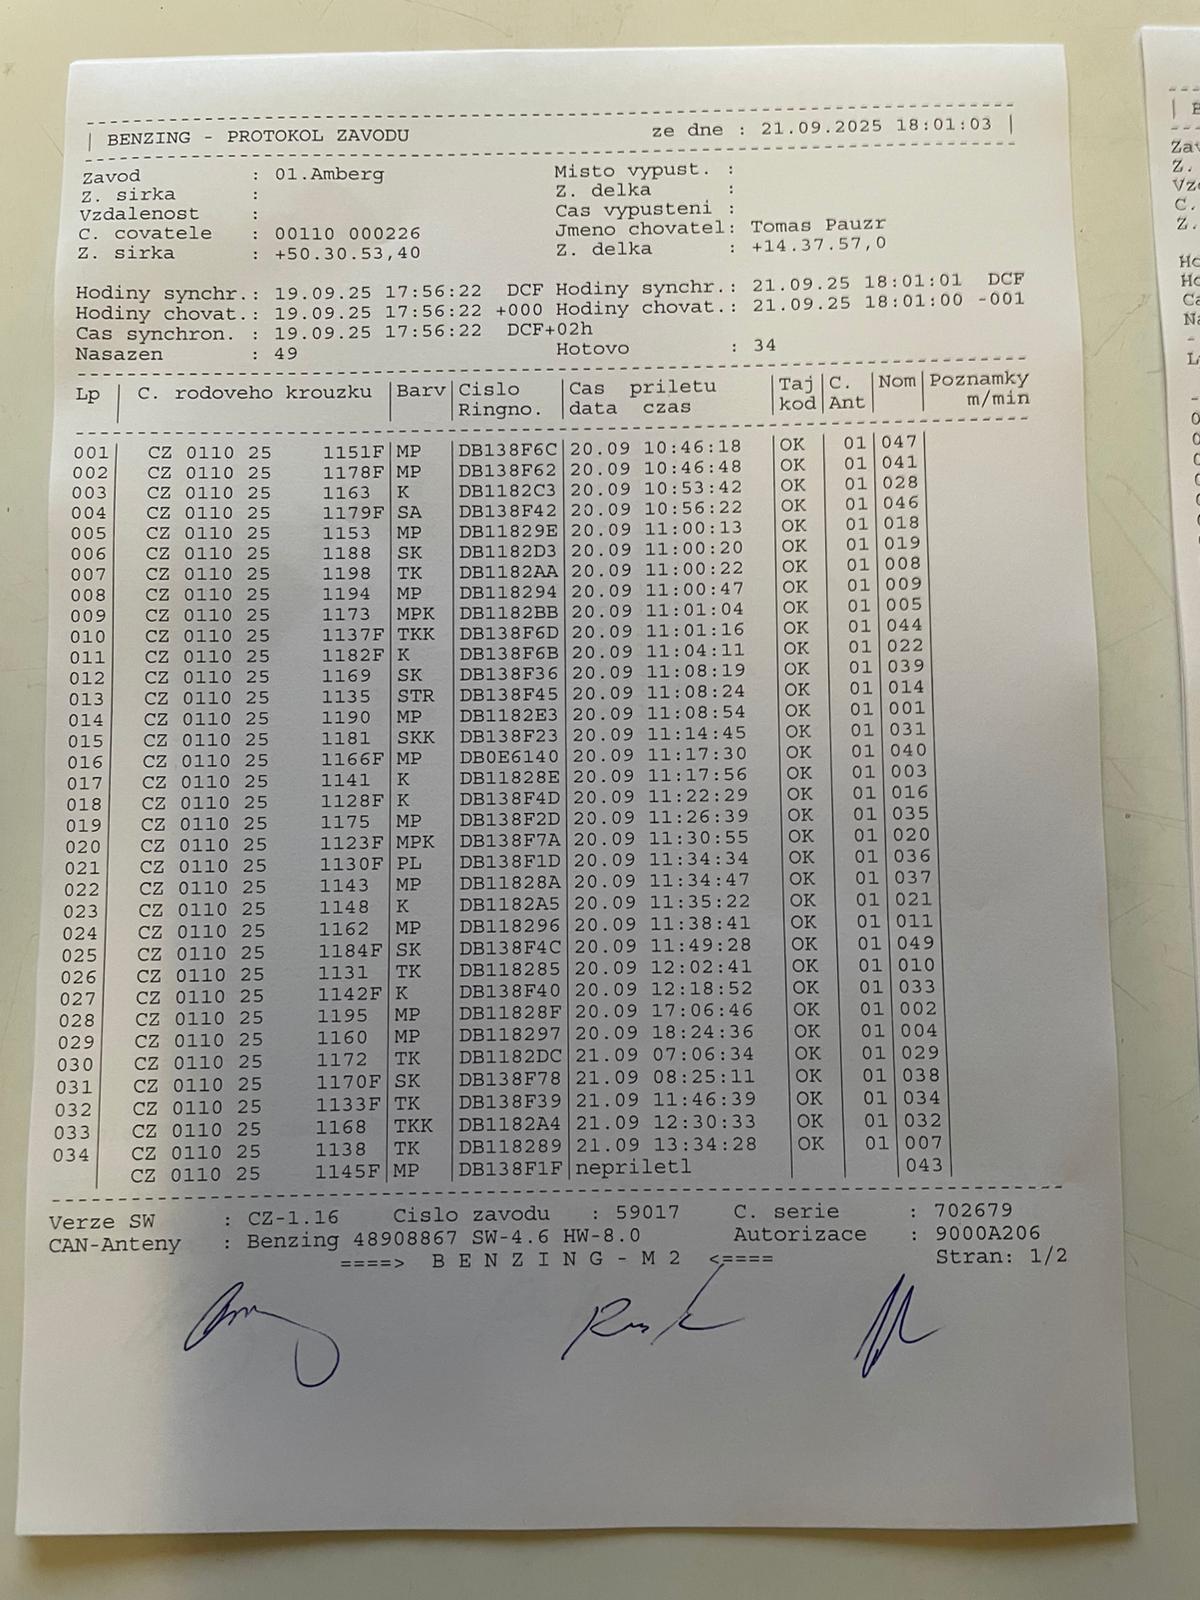 BENZING - PROTOKOL ZAVODU ze dne : 21.09.2025 18:01:03
Zavod : 01.Amberg Misto vypust. :
Z. sirka : Z. delka :
Vzdalenost : Cas vypusteni :
C. covatele : 00110 000226 Jmeno chovatel: Tomas Pauzr
Z. sirka : +50.30.53,40 Z. delka : +14.37.57,0
Hodiny synchr.: 19.09.25 17:56:22 DCF Hodiny synchr.: 21.09.25 18:01:01 DCF
Hodiny chovat.: 19.09.25 17:56:22 +000 Hodiny chovat.: 21.09.25 18:01:00 -001
Cas synchron. : 19.09.25 17:56:22 DCF+02h
Nasazen : 49 Hotovo : 34
Lp C. rodoveho krouzku Barv Cislo Cas priletu Taj C. Nom Poznamky
Ringno. data czas kod Ant m/min
001 CZ 0110 25 1151F MP DB138F6C 20.09 10:46:18 OK 01 047
002 CZ 0110 25 1178F MP DB138F62 20.09 10:46:48 OK 01 041
003 CZ 0110 25 1163 K DB1182C3 20.09 10:53:42 OK 01 028
004 CZ 0110 25 1179F SA DB138F42 20.09 10:56:22 OK 01 046
005 CZ 0110 25 1153 MP DB11829E 20.09 11:00:13 OK 01 018
006 CZ 0110 25 1188 SK DB1182D3 20.09 11:00:20 OK 01 019
007 CZ 0110 25 1198 TK DB1182AA 20.09 11:00:22 OK 01 008
008 CZ 0110 25 1194 MP DB118294 20.09 11:00:47 OK 01 009
009 CZ 0110 25 1173 MPK DB1182BB 20.09 11:01:04 OK 01 005
010 CZ 0110 25 1137F TKK DB138F6D 20.09 11:01:16 OK 01 044
011 CZ 0110 25 1182F K DB138F6B 20.09 11:04:11 OK 01 022
012 CZ 0110 25 1169 SK DB138F36 20.09 11:08:19 OK 01 039
013 CZ 0110 25 1135 STR DB138F45 20.09 11:08:24 OK 01 014
014 CZ 0110 25 1190 MP DB1182E3 20.09 11:08:54 OK 01 001
015 CZ 0110 25 1181 SKK DB138F23 20.09 11:14:45 OK 01 031
016 CZ 0110 25 1166F MP DB0E6140 20.09 11:17:30 OK 01 040
017 CZ 0110 25 1141 K DB11828E 20.09 11:17:56 OK 01 003
018 CZ 0110 25 1128F K DB138F4D 20.09 11:22:29 OK 01 016
019 CZ 0110 25 1175 MP DB138F2D 20.09 11:26:39 OK 01 035
020 CZ 0110 25 1123F MPK DB138F7A 20.09 11:30:55 OK 01 020
021 CZ 0110 25 1130F PL DB138F1D 20.09 11:34:34 OK 01 036
022 CZ 0110 25 1143 MP DB11828A 20.09 11:34:47 OK 01 037
023 CZ 0110 25 1148 K DB1182A5 20.09 11:35:22 OK 01 021
024 CZ 0110 25 1162 MP DB118296 20.09 11:38:41 OK 01 011
025 CZ 0110 25 1184F SK DB138F4C 20.09 11:49:28 OK 01 049
026 CZ 0110 25 1131 TK DB118285 20.09 12:02:41 OK 01 010
027 CZ 0110 25 1142F K DB138F40 20.09 12:18:52 OK 01 033
028 CZ 0110 25 1195 MP DB11828F 20.09 17:06:46 OK 01 002
029 CZ 0110 25 1160 MP DB118297 20.09 18:24:36 OK 01 004
030 CZ 0110 25 1172 TK DB1182DC 21.09 07:06:34 OK 01 029
031 CZ 0110 25 1170F SK DB138F78 21.09 08:25:11 OK 01 038
032 CZ 0110 25 1133F TK DB138F39 21.09 11:46:39 OK 01 034
033 CZ 0110 25 1168 TKK DB1182A4 21.09 12:30:33 OK 01 032
034 CZ 0110 25 1138 TK DB118289 21.09 13:34:28 OK 01 007
CZ 0110 25 1145F MP DB138F1F nepriletl 043
Verze SW : CZ-1.16 Cislo zavodu : 59017 C. serie : 702679
CAN-Anteny : Benzing 48908867 SW-4.6 HW-8.0 Autorizace : 9000A206
====> B E N Z I N G - M 2 <==== Stran: 1/2